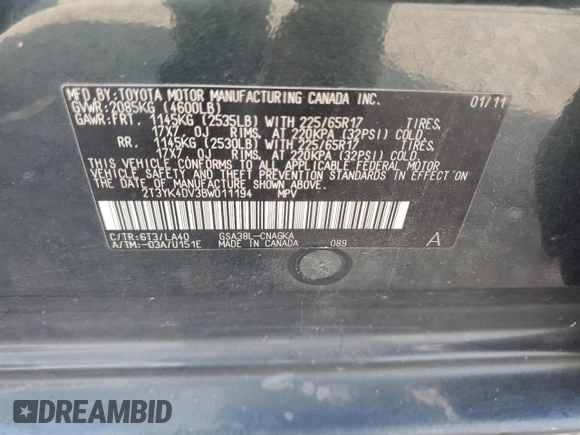 MFD.BY:TOYOTA MOTOR MANUFACTURING CANADA INC. 01/11
GVWR:2085KG (4600LB)
GAWR:FRT. 1145KG (2535LB) WITH 225/65R17 TIRES,
17X7 OJ RIMS, AT 220KPA (32PSI) COLD.
RR. 1145KG (2530LB) WITH 225/65R17 TIRES,
17X7 OJ RIMS, AT 220KPA (32PSI) COLD.
THIS VEHICLE CONFORMS TO ALL APPLICABLE FEDERAL MOTOR
VEHICLE SAFETY AND THEFT PREVENTION STANDARDS IN EFFECT ON
THE DATE OF MANUFACTURE SHOWN ABOVE.
2T3YK4DV3BW011194 MPV
C/TR:6T3/LA40 GSA38L-CNAGKA
A/TM:-03A/U151E MADE IN CANADA 089 A
DREAMBID